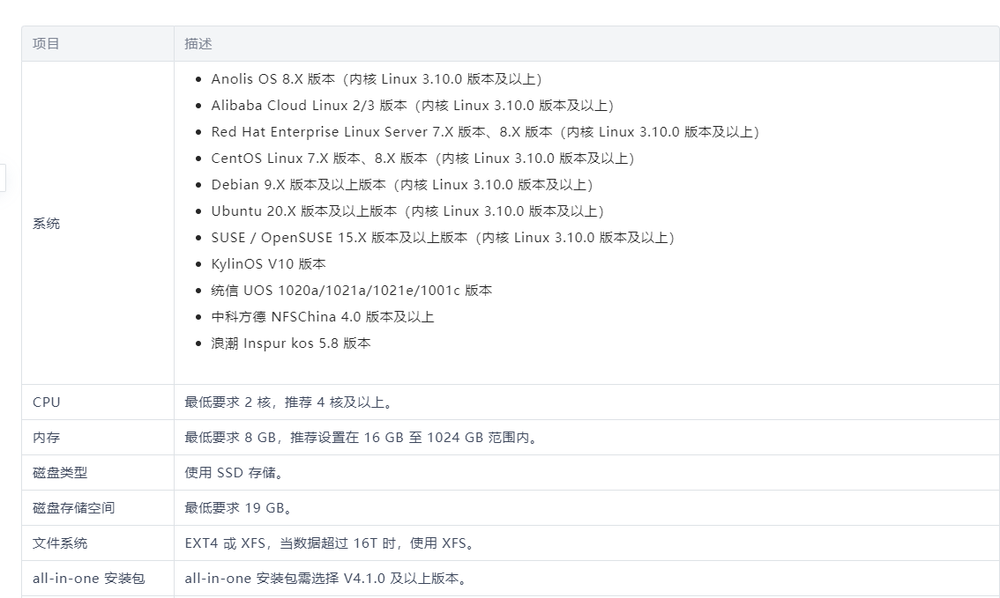 项目 描述
系统
Anolis OS 8.X 版本（内核 Linux 3.10.0 版本及以上）
Alibaba Cloud Linux 2/3 版本（内核 Linux 3.10.0 版本及以上）
Red Hat Enterprise Linux Server 7.X 版本、8.X 版本（内核 Linux 3.10.0 版本及以上）
CentOS Linux 7.X 版本、8.X 版本（内核 Linux 3.10.0 版本及以上）
Debian 9.X 版本及以上版本（内核 Linux 3.10.0 版本及以上）
Ubuntu 20.X 版本及以上版本（内核 Linux 3.10.0 版本及以上）
SUSE / OpenSUSE 15.X 版本及以上版本（内核 Linux 3.10.0 版本及以上）
KylinOS V10 版本
统信 UOS 1020a/1021a/1021e/1001c 版本
中科方德 NFSChina 4.0 版本及以上
浪潮 Inspur kos 5.8 版本
CPU 最低要求 2 核，推荐 4 核及以上。
内存 最低要求 8 GB，推荐设置在 16 GB 至 1024 GB 范围内。
磁盘类型 使用 SSD 存储。
磁盘存储空间 最低要求 19 GB。
文件系统 EXT4 或 XFS，当数据超过 16T 时，使用 XFS。
all-in-one 安装包 all-in-one 安装包需选择 V4.1.0 及以上版本。